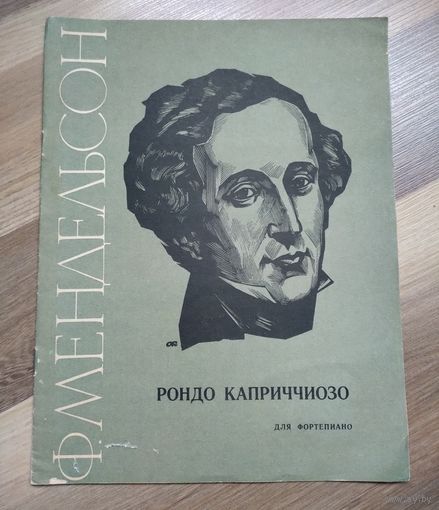 Ф МЕНДЕЛЬСОН
РОНДО КАПРИЧЧИОЗО
ДЛЯ ФОРТЕПИАНО